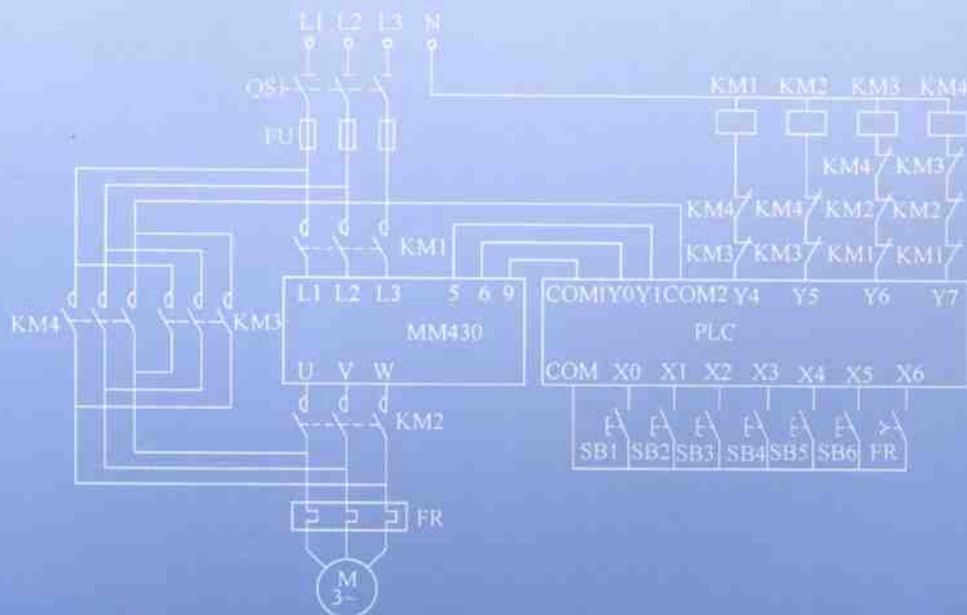 L1 L2 L3 N
QS
KM1 KM2 KM3 KM4
FU
KM4 KM3
KM4 KM4 KM2 KM2
KM1
KM3 KM3 KM1 KM1
L1 L2 L3 5 6 9
COM1 Y0 Y1 COM2 Y4 Y5 Y6 Y7
KM4 KM3
MM430
PLC
U V W
COM X0 X1 X2 X3 X4 X5 X6
KM2
SB1 SB2 SB3 SB4 SB5 SB6 FR
FR
M
3~